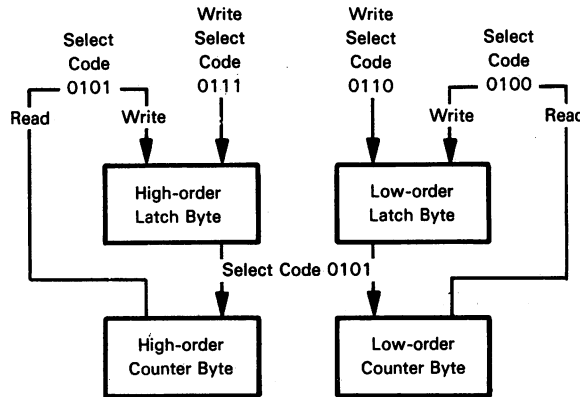 Select
Code
0101
Write
Select
Code
0111
Write
Select
Code
0110
Select
Code
0100
Read
Write
Write
Read
High-order
Latch Byte
Low-order
Latch Byte
Select Code 0101
High-order
Counter Byte
Low-order
Counter Byte